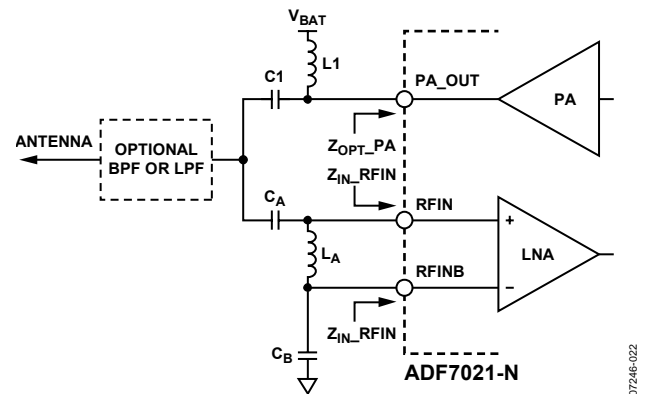 VBAT
L1
C1
PA_OUT
PA
ANTENNA
OPTIONAL
BPF OR LPF
ZOPT_PA
ZIN_RFIN
CA
RFIN
+
LA
LNA
RFINB
–
ZIN_RFIN
CB
ADF7021-N
07246-022